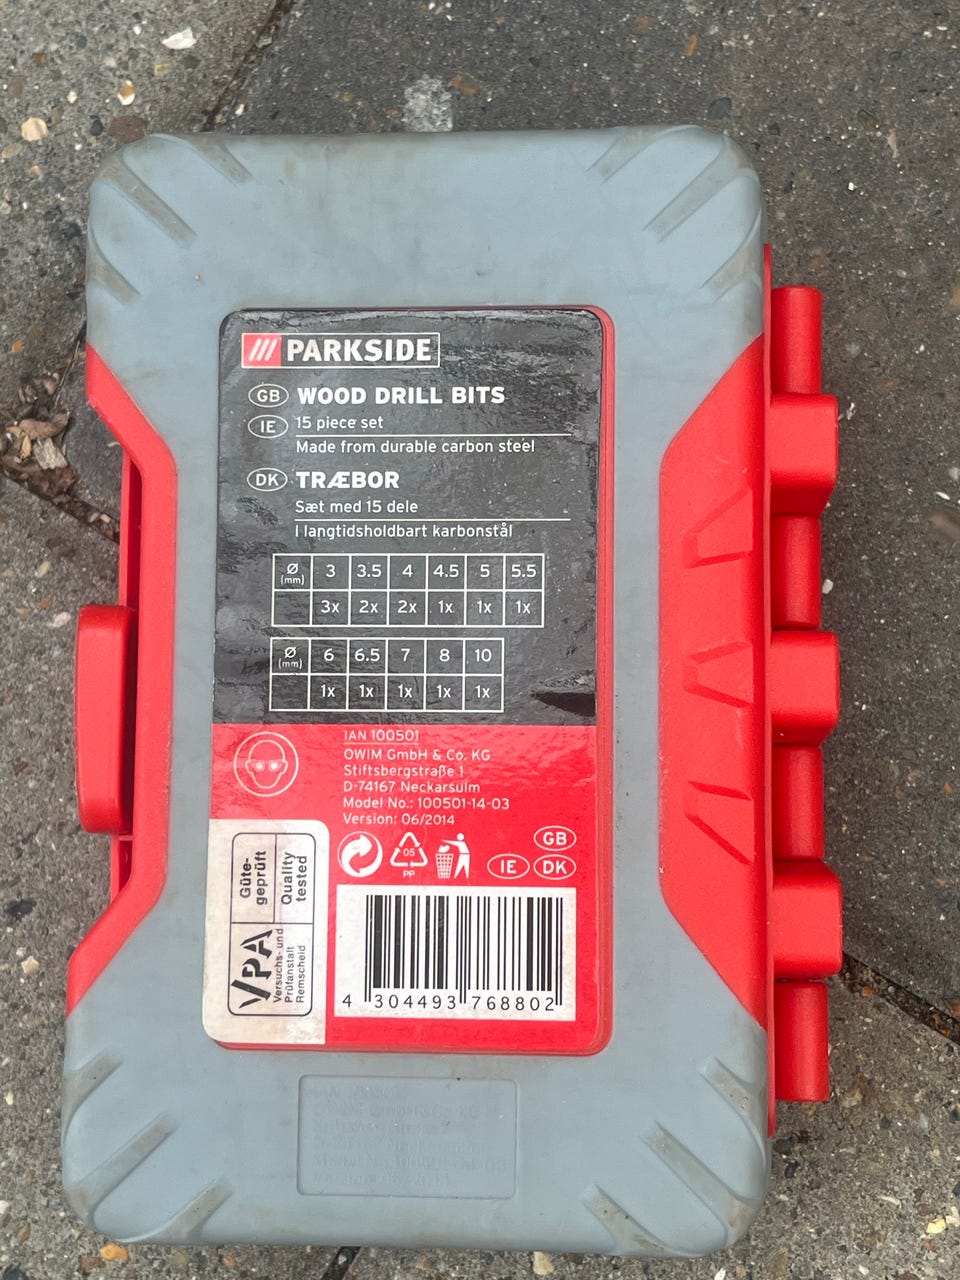 PARKSIDE
GB WOOD DRILL BITS
IE 15 piece set
Made from durable carbon steel
DK TRÆBOR
Sæt med 15 dele
I langtidsholdbart karbonstål
Ø (mm) 3 3.5 4 4.5 5 5.5
3x 2x 2x 1x 1x 1x
Ø (mm) 6 6.5 7 8 10
1x 1x 1x 1x 1x
IAN 100501
OWIM GmbH & Co. KG
Stiftsbergstraße 1
D-74167 Neckarsulm
Model No.: 100501-14-03
Version: 06/2014
05
PP
GB
IE DK
Güte-
geprüft
Quality
tested
VPA
Versuchs- und
Prüfanstalt
Remscheid
4 304493 768802